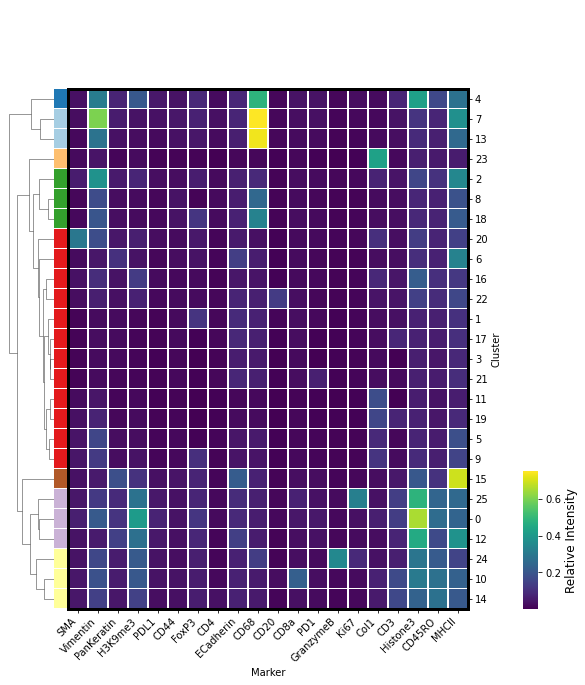 4
7
13
23
2
8
18
20
6
16
22
1
17
3
21
11
19
5
9
15
25
0
12
24
10
14
Cluster
SMA
Vimentin
PanKeratin
H3K9me3
PDL1
CD44
FoxP3
CD4
ECadherin
CD68
CD20
CD8a
PD1
GranzymeB
Ki67
Col1
CD3
Histone3
CD45RO
MHCII
Marker
0.6
0.4
0.2
Relative Intensity